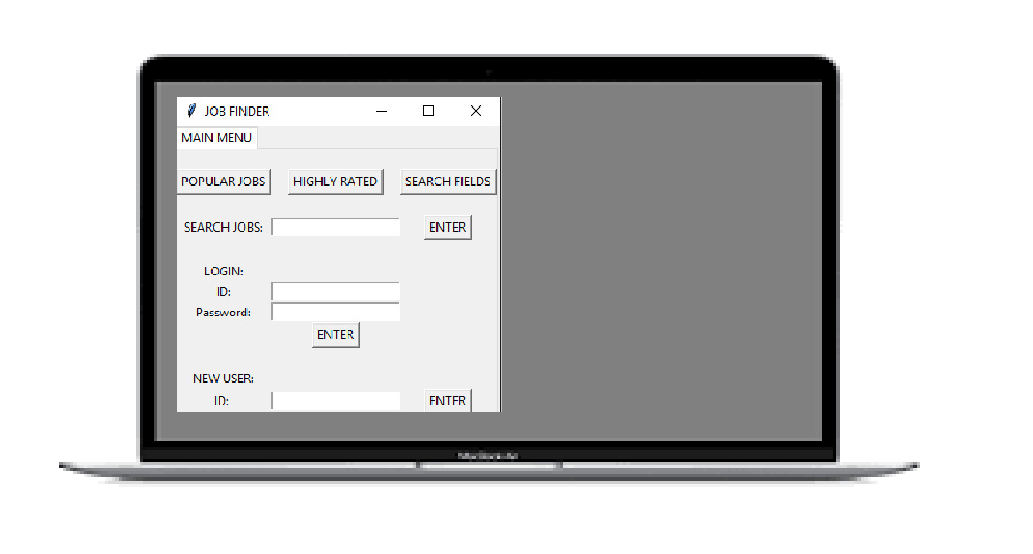 JOB FINDER
MAIN MENU
POPULAR JOBS HIGHLY RATED SEARCH FIELDS
SEARCH JOBS: ENTER
LOGIN:
ID:
Password:
ENTER
NEW USER:
ID: ENTER
MacBook Air